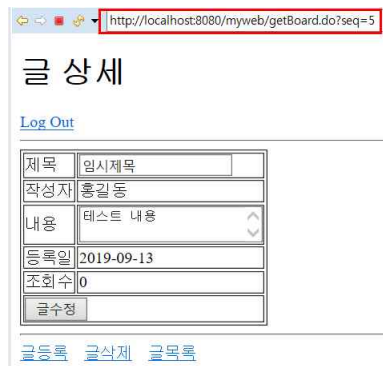 http://localhost:8080/myweb/getBoard.do?seq=5
글 상세
Log Out
제목 임시제목
작성자 홍길동
내용 테스트 내용
등록일 2019-09-13
조회수 0
글수정
글등록 글삭제 글목록